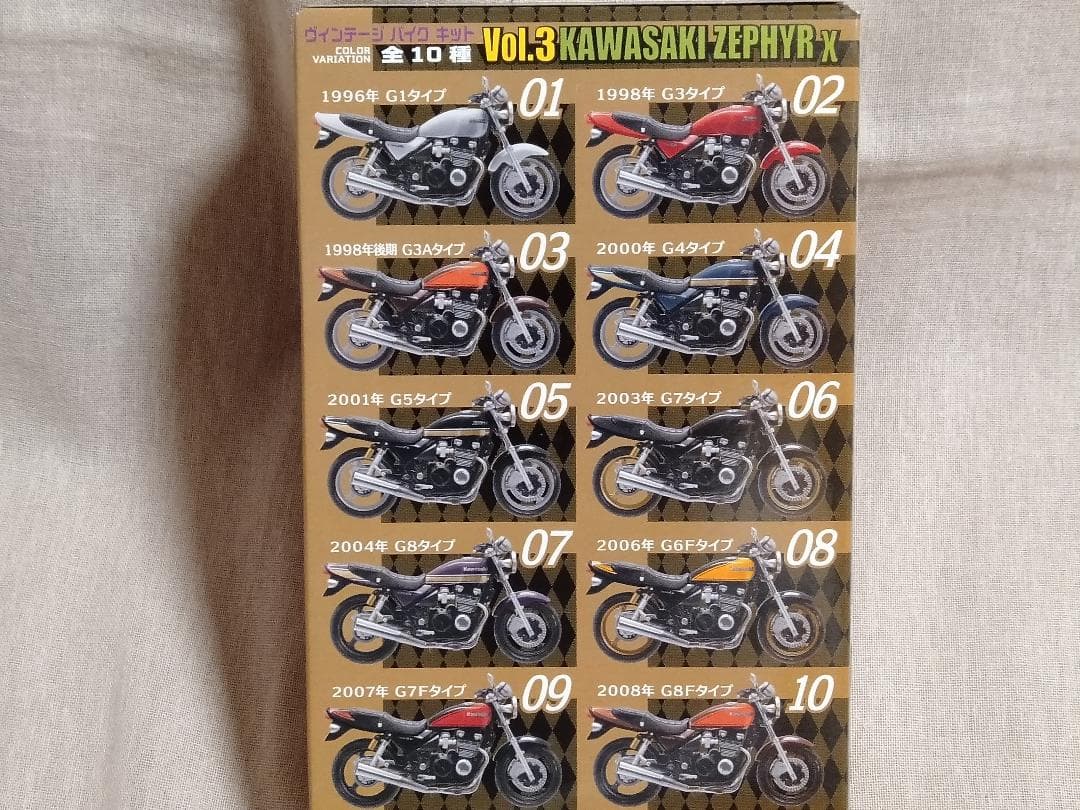 ヴィンテージ バイク キット
COLOR VARIATION 全10種 Vol.3 KAWASAKI ZEPHYR χ
1996年 G1タイプ 01
1998年 G3タイプ 02
1998年後期 G3Aタイプ 03
2000年 G4タイプ 04
2001年 G5タイプ 05
2003年 G7タイプ 06
2004年 G8タイプ 07
Kawasaki
2006年 G6Fタイプ 08
Kawasaki
2007年 G7Fタイプ 09
2008年 G8Fタイプ 10